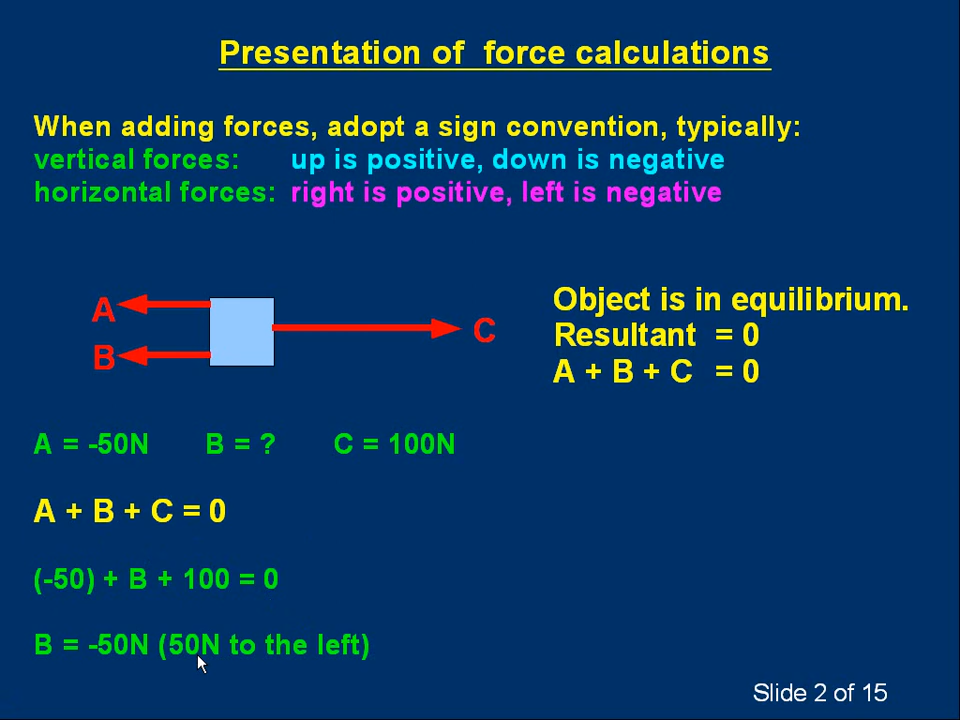 Presentation of force calculations
When adding forces, adopt a sign convention, typically:
vertical forces: up is positive, down is negative
horizontal forces: right is positive, left is negative
A
B
C
Object is in equilibrium.
Resultant = 0
A + B + C = 0
A = -50N B = ? C = 100N
A + B + C = 0
(-50) + B + 100 = 0
B = -50N (50N to the left)
Slide 2 of 15